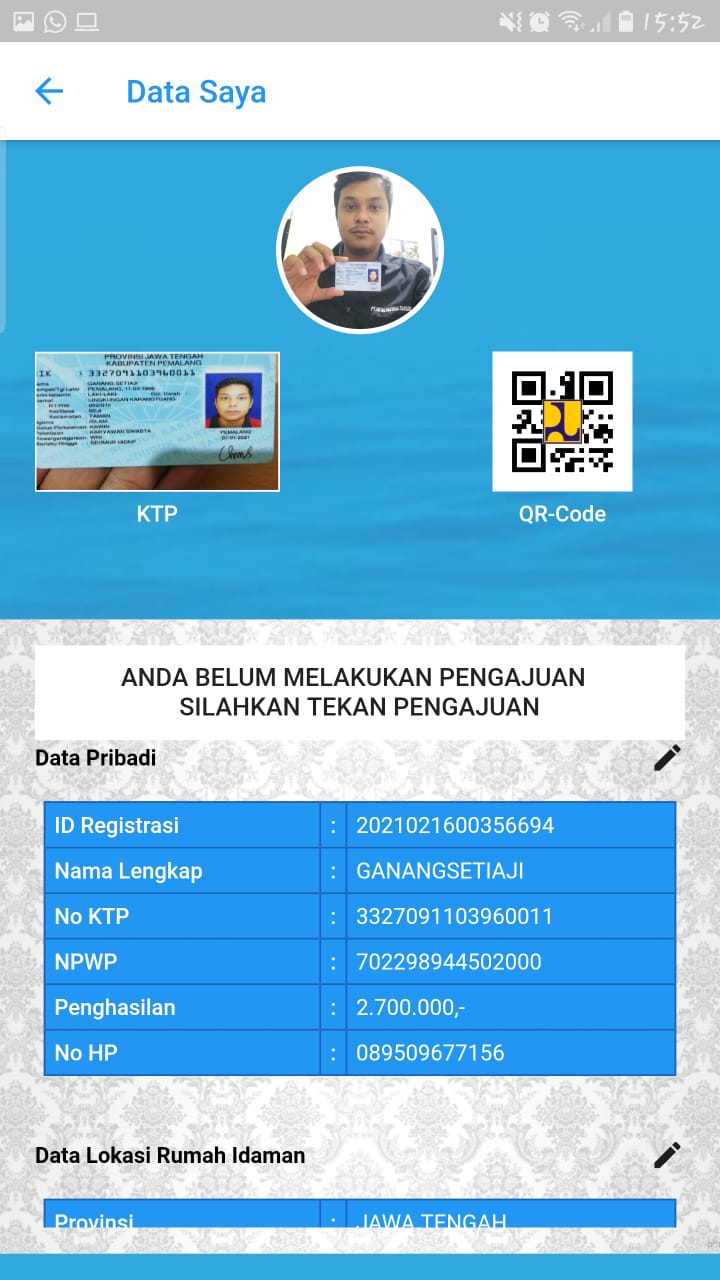 15:52
Data Saya
PROVINSI JAWA TENGAH
KABUPATEN PEMALANG
IK : 3327091103960011
GANANG SETIAJI
PEMALANG, 11-03-1996
LAKI-LAKI
LINGKUNGAN KARANGTUANG
BEJI
TAMAN
ISLAM
KAWIN
KARYAWAN SWASTA
WNI
SEUMUR HIDUP
PEMALANG
07-01-2021
KTP
QR-Code
ANDA BELUM MELAKUKAN PENGAJUAN
SILAHKAN TEKAN PENGAJUAN
Data Pribadi
ID Registrasi : 2021021600356694
Nama Lengkap : GANANGSETIAJI
No KTP : 3327091103960011
NPWP : 702298944502000
Penghasilan : 2.700.000,-
No HP : 089509677156
Data Lokasi Rumah Idaman
Provinsi : JAWA TENGAH